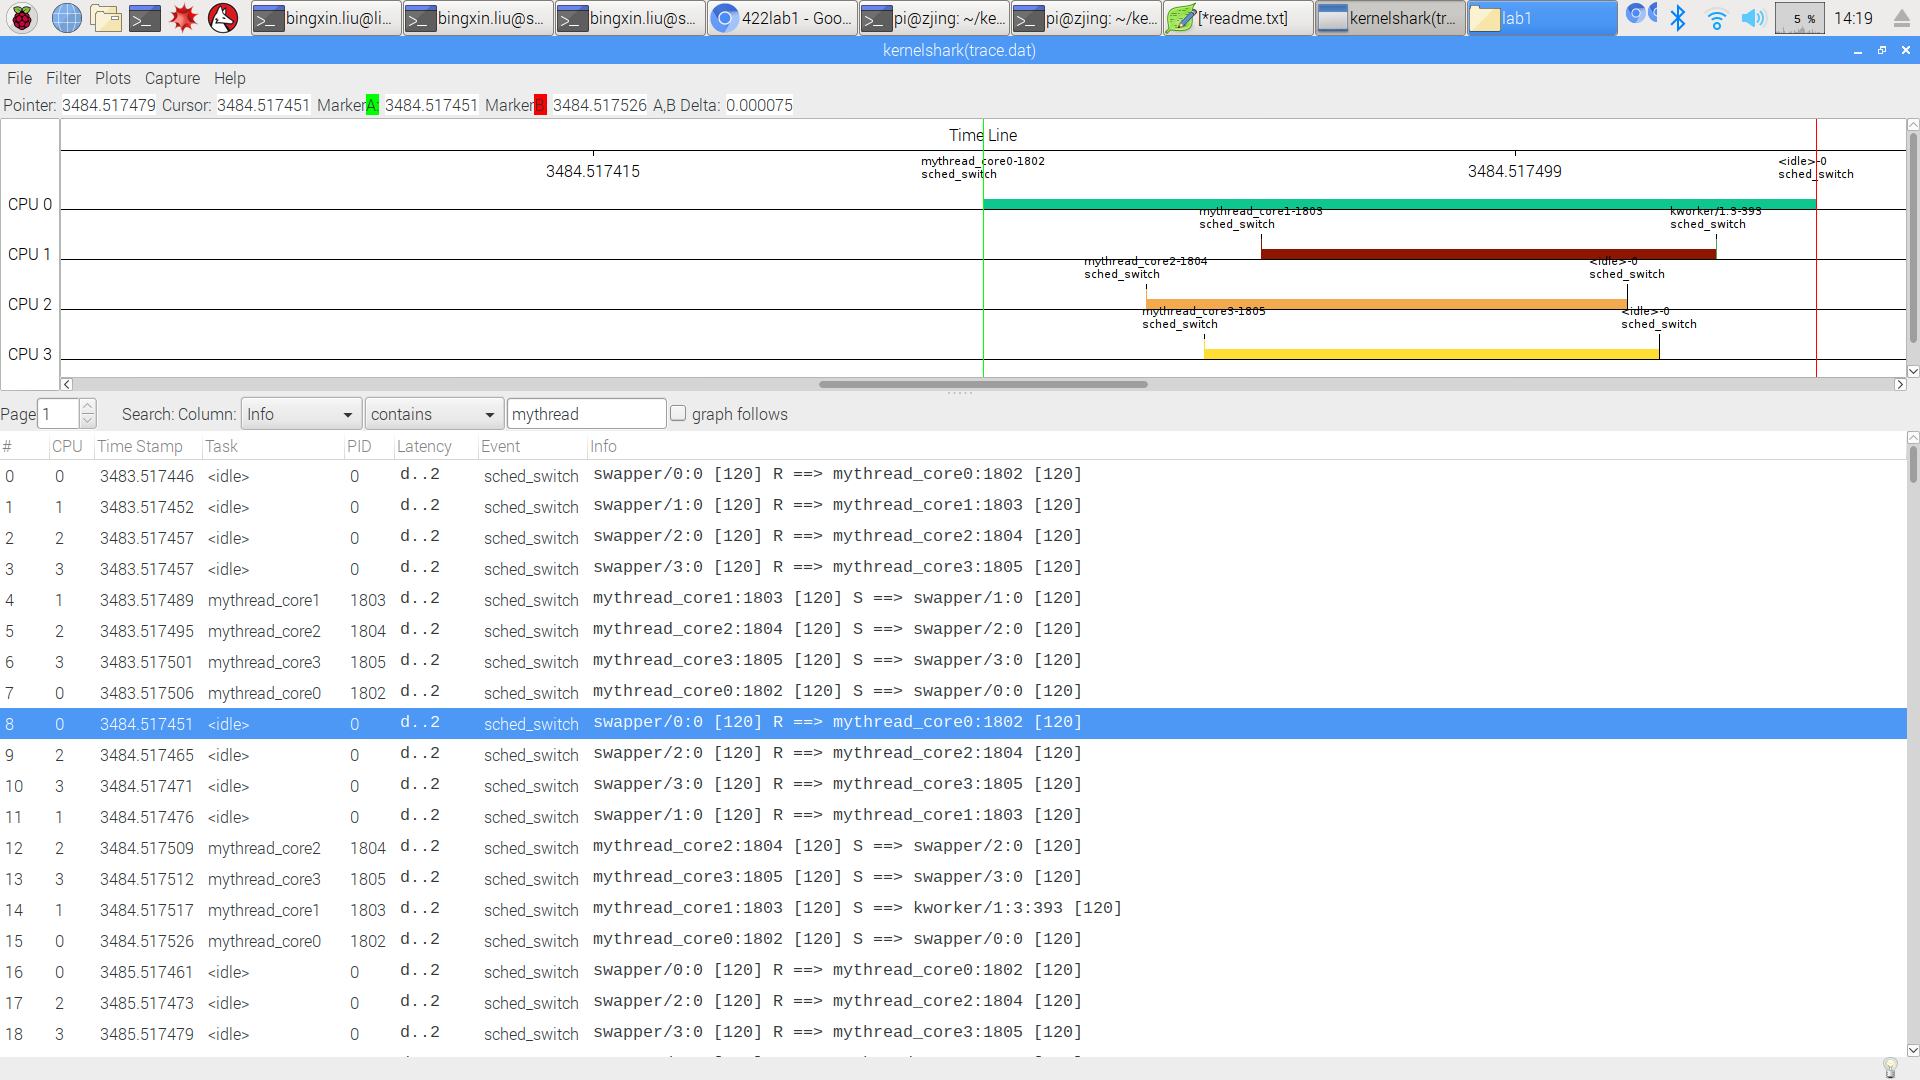 bingxin.liu@li... bingxin.liu@s... bingxin.liu@s... 422lab1 - Goo... pi@zjing: ~/ke... pi@zjing: ~/ke... [*readme.txt] kernelshark(tr... lab1 5 % 14:19
kernelshark(trace.dat)
File Filter Plots Capture Help
Pointer: 3484.517479 Cursor: 3484.517451 Marker A: 3484.517451 Marker B: 3484.517526 A,B Delta: 0.000075
Time Line
3484.517415 3484.517499
mythread_core0-1802 <idle>-0
sched_switch sched_switch
CPU 0
mythread_core1-1803 kworker/1:3-393
sched_switch sched_switch
CPU 1
mythread_core2-1804 <idle>-0
sched_switch sched_switch
CPU 2
mythread_core3-1805 <idle>-0
sched_switch sched_switch
CPU 3
Page 1 Search: Column: Info contains mythread graph follows
# CPU Time Stamp Task PID Latency Event Info
0 0 3483.517446 <idle> 0 d..2 sched_switch swapper/0:0 [120] R ==> mythread_core0:1802 [120]
1 1 3483.517452 <idle> 0 d..2 sched_switch swapper/1:0 [120] R ==> mythread_core1:1803 [120]
2 2 3483.517457 <idle> 0 d..2 sched_switch swapper/2:0 [120] R ==> mythread_core2:1804 [120]
3 3 3483.517457 <idle> 0 d..2 sched_switch swapper/3:0 [120] R ==> mythread_core3:1805 [120]
4 1 3483.517489 mythread_core1 1803 d..2 sched_switch mythread_core1:1803 [120] S ==> swapper/1:0 [120]
5 2 3483.517495 mythread_core2 1804 d..2 sched_switch mythread_core2:1804 [120] S ==> swapper/2:0 [120]
6 3 3483.517501 mythread_core3 1805 d..2 sched_switch mythread_core3:1805 [120] S ==> swapper/3:0 [120]
7 0 3483.517506 mythread_core0 1802 d..2 sched_switch mythread_core0:1802 [120] S ==> swapper/0:0 [120]
8 0 3484.517451 <idle> 0 d..2 sched_switch swapper/0:0 [120] R ==> mythread_core0:1802 [120]
9 2 3484.517465 <idle> 0 d..2 sched_switch swapper/2:0 [120] R ==> mythread_core2:1804 [120]
10 3 3484.517471 <idle> 0 d..2 sched_switch swapper/3:0 [120] R ==> mythread_core3:1805 [120]
11 1 3484.517476 <idle> 0 d..2 sched_switch swapper/1:0 [120] R ==> mythread_core1:1803 [120]
12 2 3484.517509 mythread_core2 1804 d..2 sched_switch mythread_core2:1804 [120] S ==> swapper/2:0 [120]
13 3 3484.517512 mythread_core3 1805 d..2 sched_switch mythread_core3:1805 [120] S ==> swapper/3:0 [120]
14 1 3484.517517 mythread_core1 1803 d..2 sched_switch mythread_core1:1803 [120] S ==> kworker/1:3:393 [120]
15 0 3484.517526 mythread_core0 1802 d..2 sched_switch mythread_core0:1802 [120] S ==> swapper/0:0 [120]
16 0 3485.517461 <idle> 0 d..2 sched_switch swapper/0:0 [120] R ==> mythread_core0:1802 [120]
17 2 3485.517473 <idle> 0 d..2 sched_switch swapper/2:0 [120] R ==> mythread_core2:1804 [120]
18 3 3485.517479 <idle> 0 d..2 sched_switch swapper/3:0 [120] R ==> mythread_core3:1805 [120]